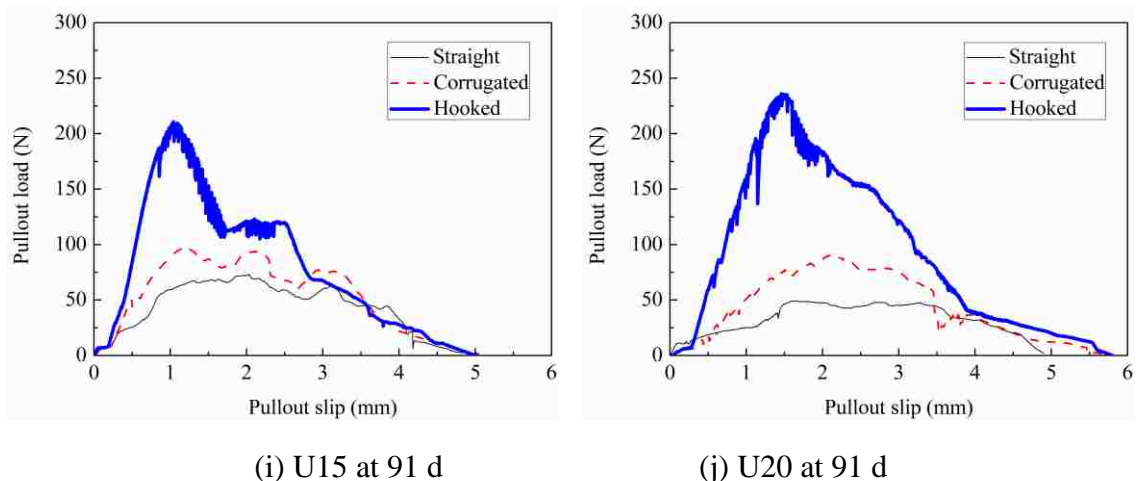 300
250
200
150
100
50
0
Pullout load (N)
Straight
Corrugated
Hooked
0 1 2 3 4 5 6
Pullout slip (mm)
(i) U15 at 91 d
300
250
200
150
100
50
0
Pullout load (N)
Straight
Corrugated
Hooked
0 1 2 3 4 5 6
Pullout slip (mm)
(j) U20 at 91 d